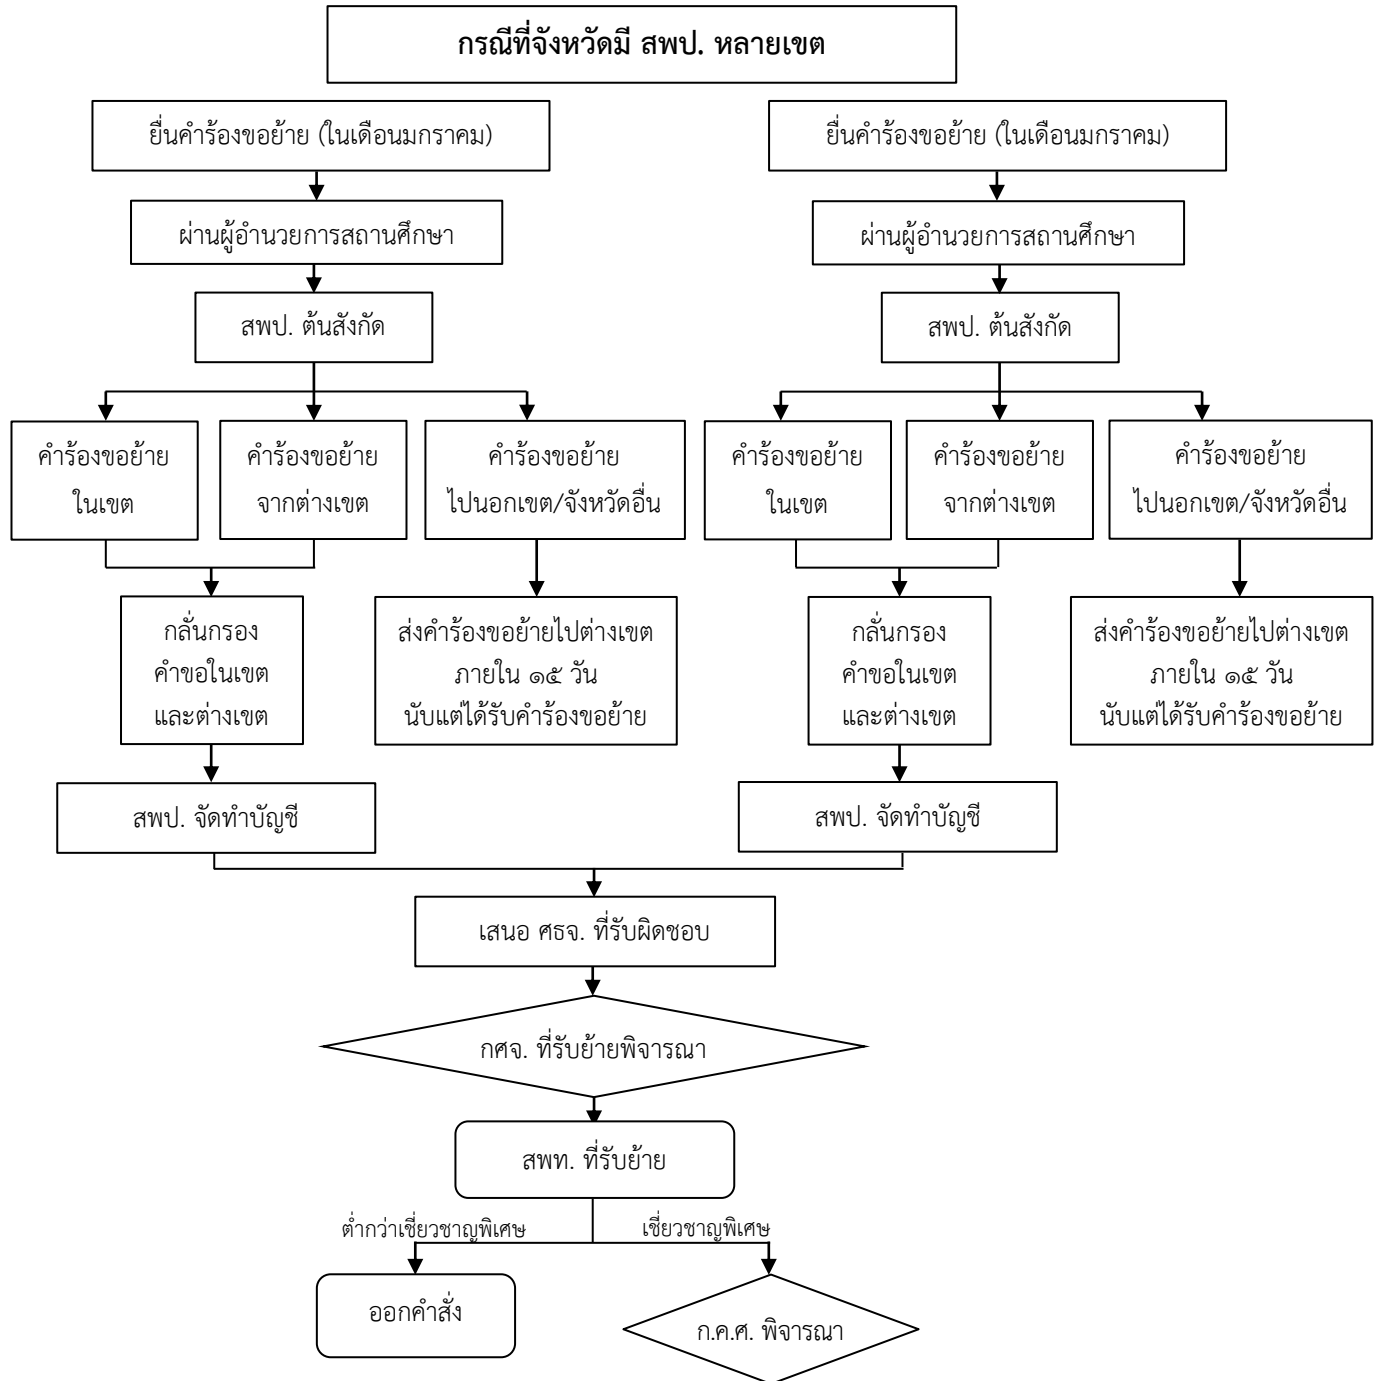 กรณีที่จังหวัดมี สพป. หลายเขต
ยื่นคำร้องขอย้าย (ในเดือนมกราคม)
ยื่นคำร้องขอย้าย (ในเดือนมกราคม)
ผ่านผู้อำนวยการสถานศึกษา
ผ่านผู้อำนวยการสถานศึกษา
สพป. ต้นสังกัด
สพป. ต้นสังกัด
คำร้องขอย้าย
ในเขต
คำร้องขอย้าย
จากต่างเขต
คำร้องขอย้าย
ไปนอกเขต/จังหวัดอื่น
คำร้องขอย้าย
ในเขต
คำร้องขอย้าย
จากต่างเขต
คำร้องขอย้าย
ไปนอกเขต/จังหวัดอื่น
กลั่นกรอง
คำขอในเขต
และต่างเขต
ส่งคำร้องขอย้ายไปต่างเขต
ภายใน ๑๕ วัน
นับแต่ได้รับคำร้องขอย้าย
กลั่นกรอง
คำขอในเขต
และต่างเขต
ส่งคำร้องขอย้ายไปต่างเขต
ภายใน ๑๕ วัน
นับแต่ได้รับคำร้องขอย้าย
สพป. จัดทำบัญชี
สพป. จัดทำบัญชี
เสนอ ศธจ. ที่รับผิดชอบ
กศจ. ที่รับย้ายพิจารณา
สพท. ที่รับย้าย
ต่ำกว่าเชี่ยวชาญพิเศษ
เชี่ยวชาญพิเศษ
ออกคำสั่ง
ก.ค.ศ. พิจารณา